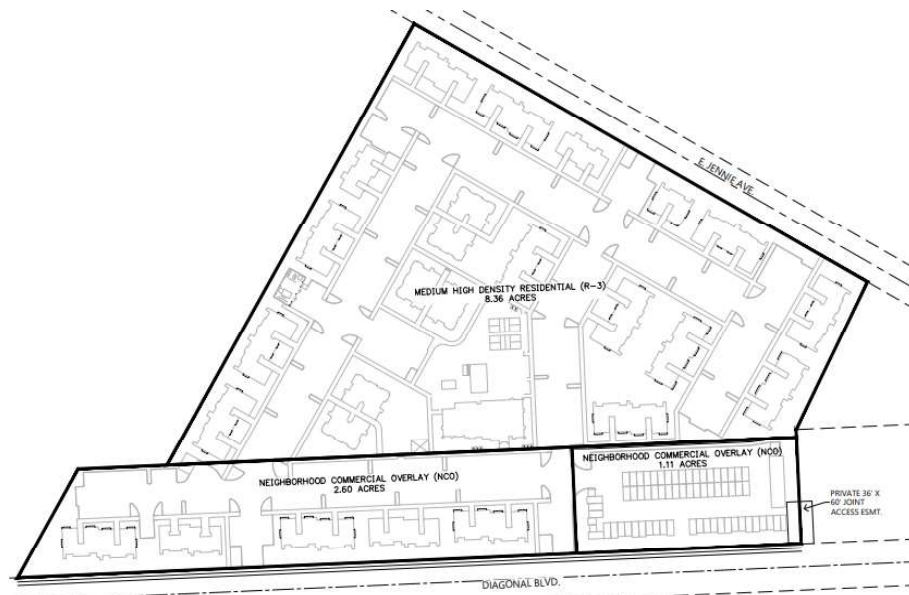 E. JENNIE AVE.
MEDIUM HIGH DENSITY RESIDENTIAL (R-3)
8.36 ACRES
NEIGHBORHOOD COMMERCIAL OVERLAY (NCO)
1.11 ACRES
NEIGHBORHOOD COMMERCIAL OVERLAY (NCO)
2.60 ACRES
PRIVATE 36' X
60' JOINT
ACCESS ESMT.
DIAGONAL BLVD.